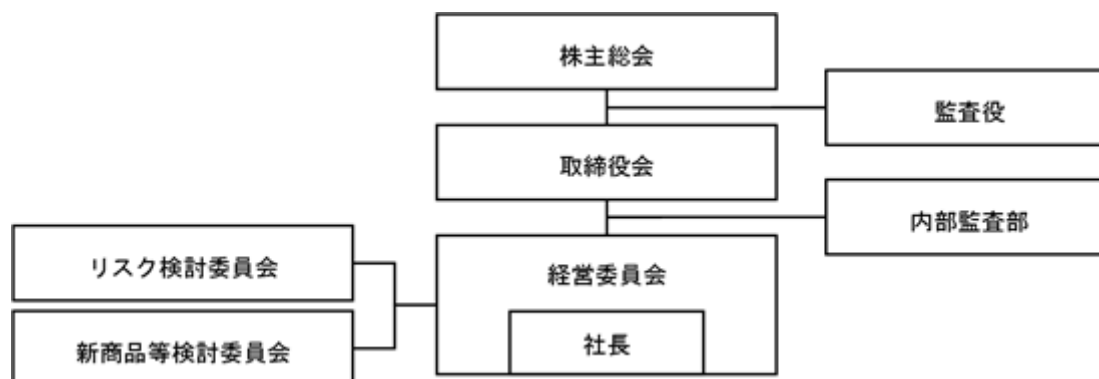 株主総会
監査役
取締役会
内部監査部
リスク検討委員会
経営委員会
新商品等検討委員会
社長